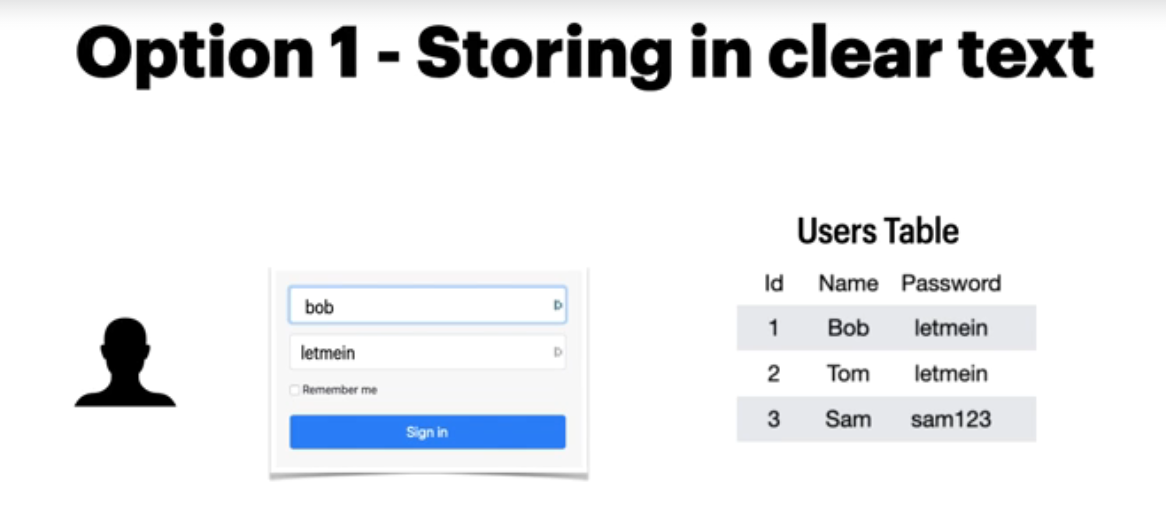 Option 1 - Storing in clear text
bob
letmein
Remember me
Sign in
Users Table
Id Name Password
1 Bob letmein
2 Tom letmein
3 Sam sam123